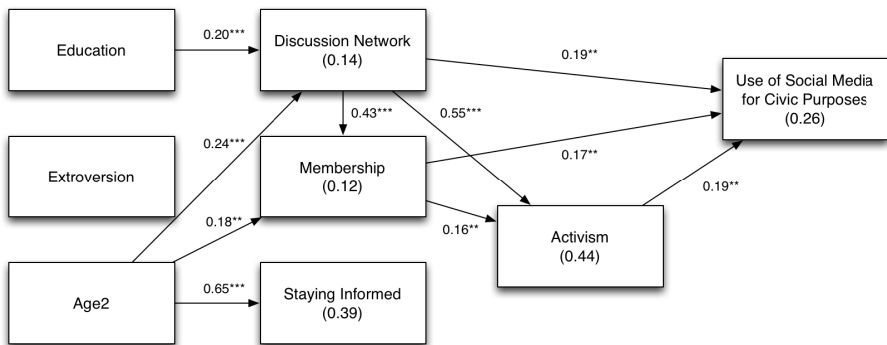 Education
0.20***
Discussion Network
(0.14)
0.19**
Use of Social Media
for Civic Purposes
(0.26)
0.43***
0.55***
0.24***
Extroversion
Membership
(0.12)
0.17**
0.18**
0.16**
0.19**
Activism
(0.44)
Age2
0.65***
Staying Informed
(0.39)